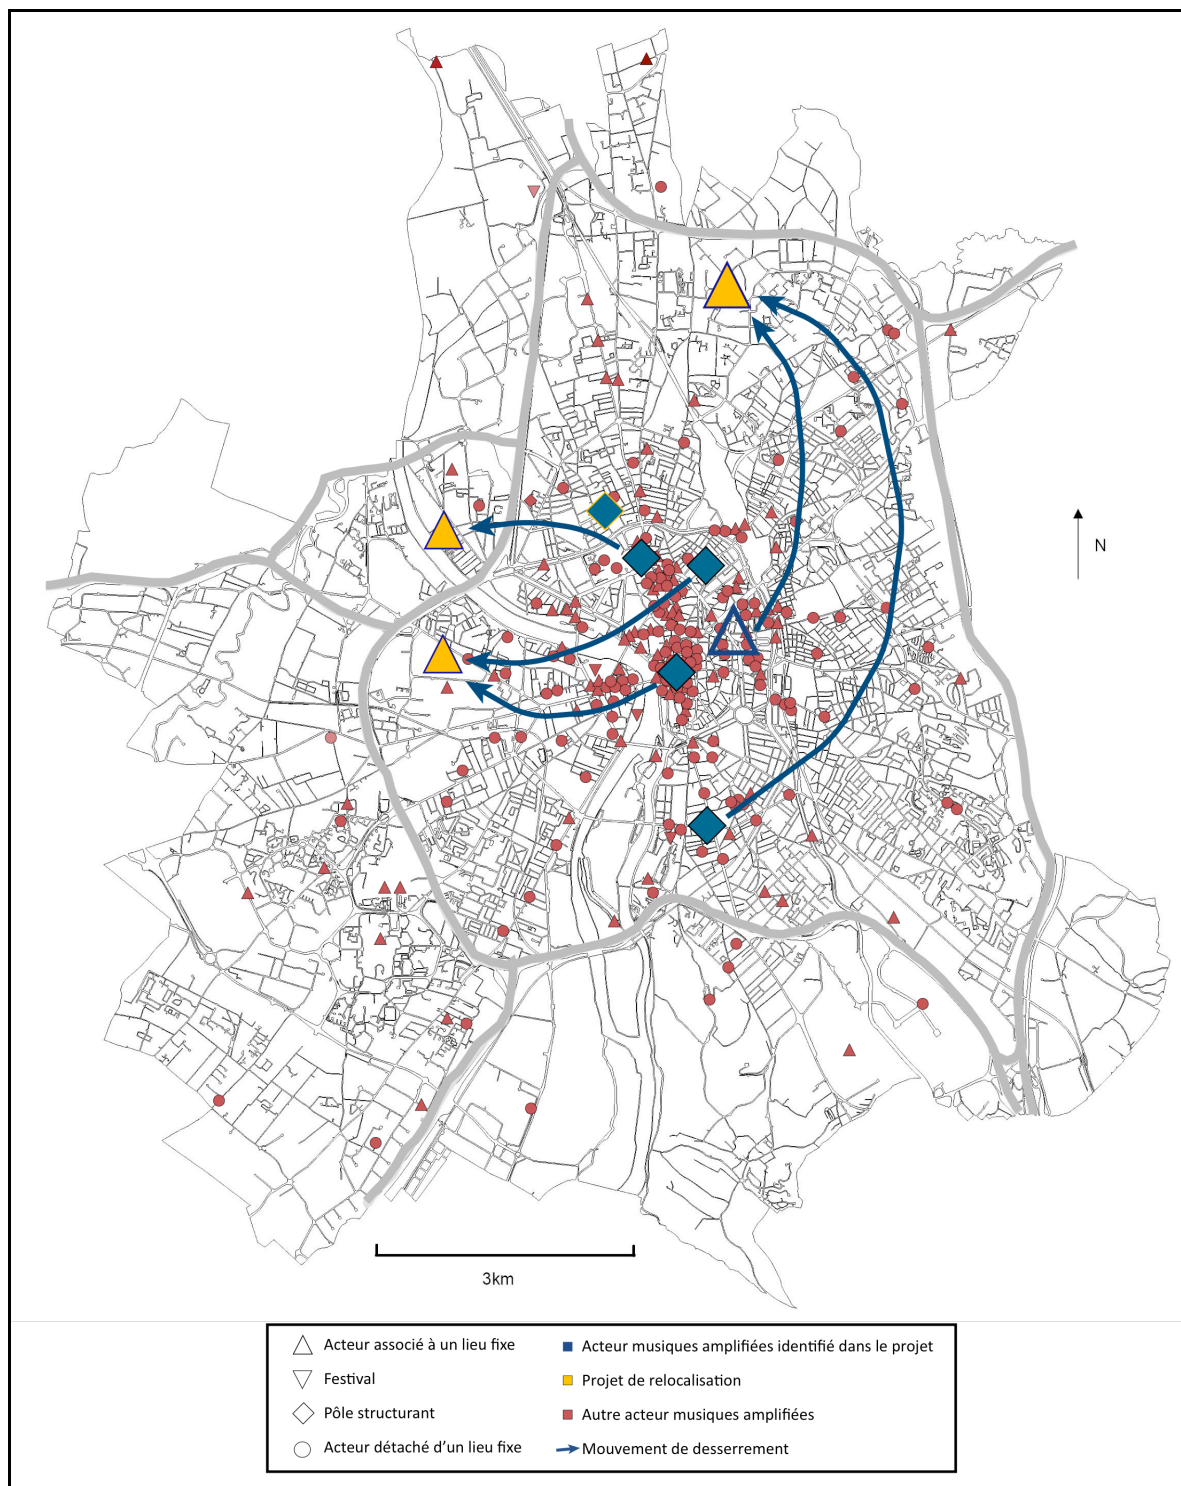 N
3km
Acteur associé à un lieu fixe
Festival
Pôle structurant
Acteur détaché d'un lieu fixe
Acteur musiques amplifiées identifié dans le projet
Projet de relocalisation
Autre acteur musiques amplifiées
Mouvement de desserrement